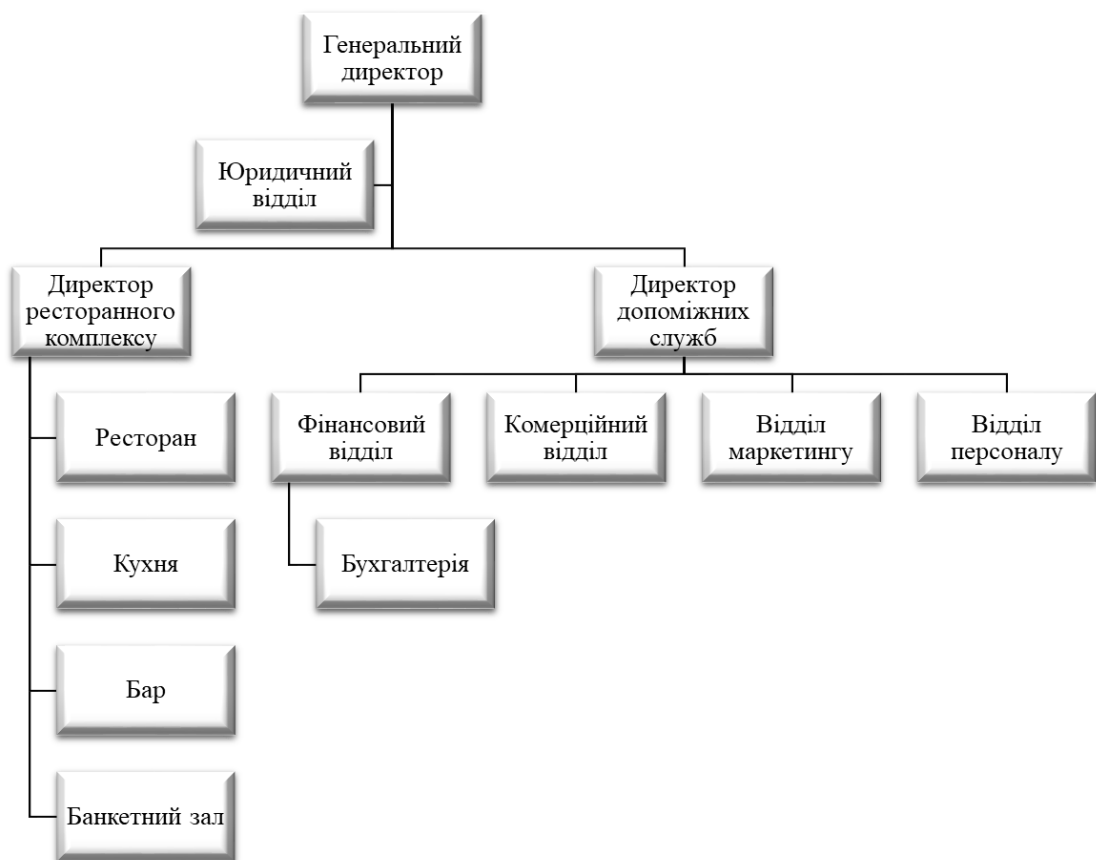 Генеральний
директор
Юридичний
відділ
Директор
ресторанного
комплексу
Директор
допоміжних
служб
Ресторан
Фінансовий
відділ
Комерційний
відділ
Відділ
маркетингу
Відділ
персоналу
Кухня
Бухгалтерія
Бар
Банкетний зал